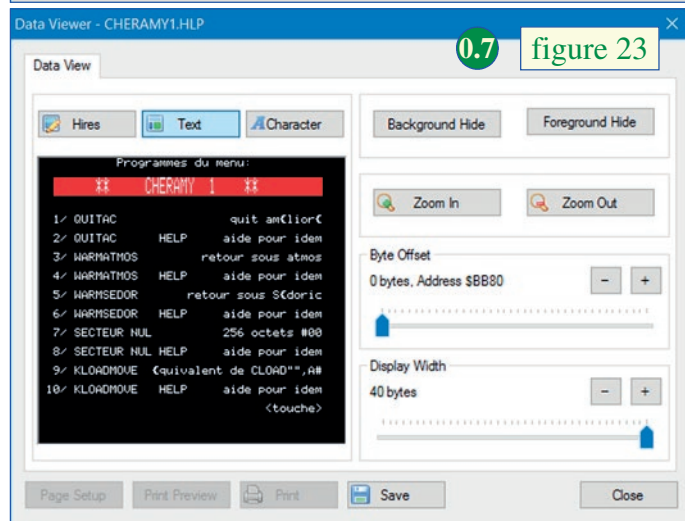 Data Viewer - CHERAMY1.HLP
0.7 figure 23
Data View
Hires Text Character
Programmes du menu:
** CHERAMY 1 **
1/ QUITAC quit am{lior{
2/ QUITAC HELP aide pour idem
3/ WARMATMOS retour sous atmos
4/ WARMATMOS HELP aide pour idem
5/ WARMSEDOR retour sous S{doric
6/ WARMSEDOR HELP aide pour idem
7/ SECTEUR NUL 256 octets #00
8/ SECTEUR NUL HELP aide pour idem
9/ KLOADMOVE {quivalent de CLOAD"",A#
10/ KLOADMOVE HELP aide pour idem
<touche>
Background Hide Foreground Hide
Zoom In Zoom Out
Byte Offset
0 bytes, Address $BB80 - +
Display Width
40 bytes - +
Page Setup Print Preview Print Save Close